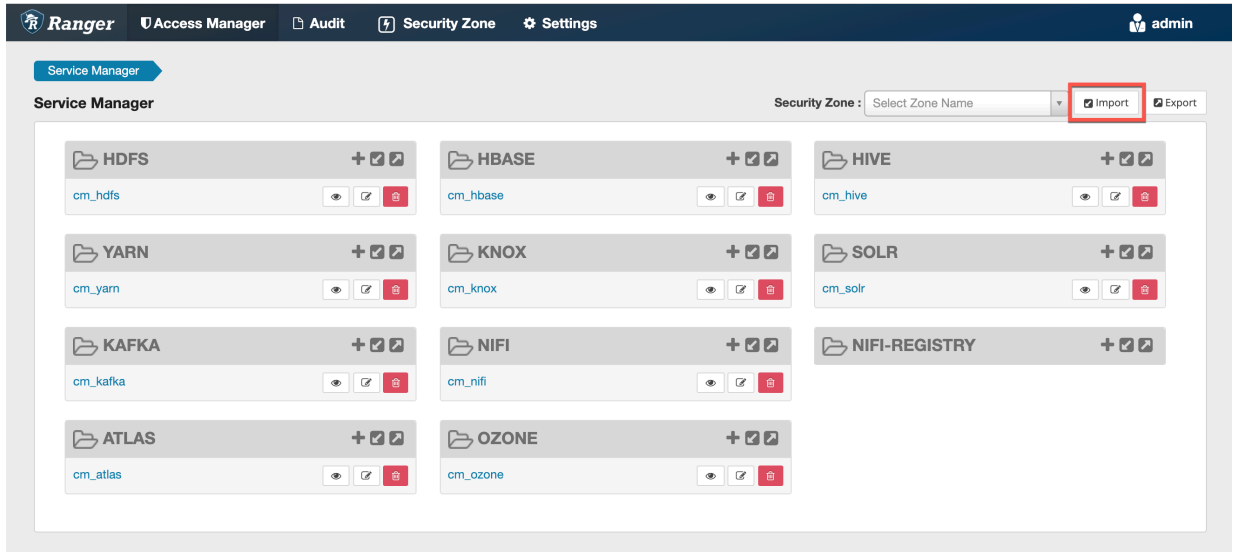 Ranger Access Manager Audit Security Zone Settings admin
Service Manager
Service Manager Security Zone : Select Zone Name Import Export
HDFS HBASE HIVE
cm_hdfs cm_hbase cm_hive
YARN KNOX SOLR
cm_yarn cm_knox cm_solr
KAFKA NIFI NIFI-REGISTRY
cm_kafka cm_nifi
ATLAS OZONE
cm_atlas cm_ozone